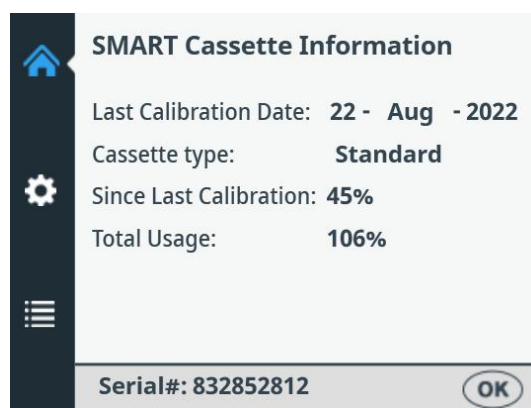 SMART Cassette Information
Last Calibration Date: 22 - Aug - 2022
Cassette type: Standard
Since Last Calibration: 45%
Total Usage: 106%
Serial#: 832852812
OK